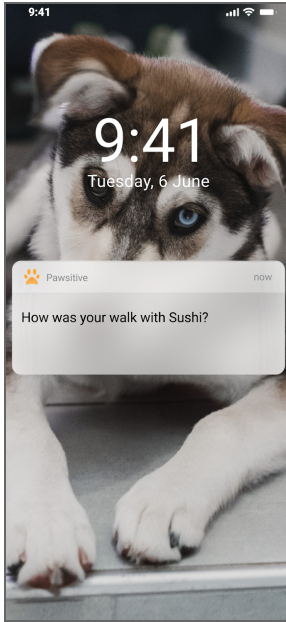 9:41
9:41
Tuesday, 6 June
Pawsitive now
How was your walk with Sushi?